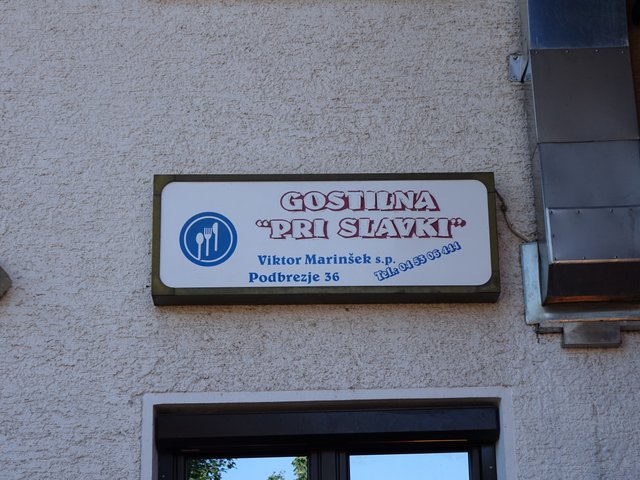 GOSTILNA
"PRI SLAVKI"
Viktor Marinšek s.p.
Podbrezje 36
Tel.: 04 53 06 444